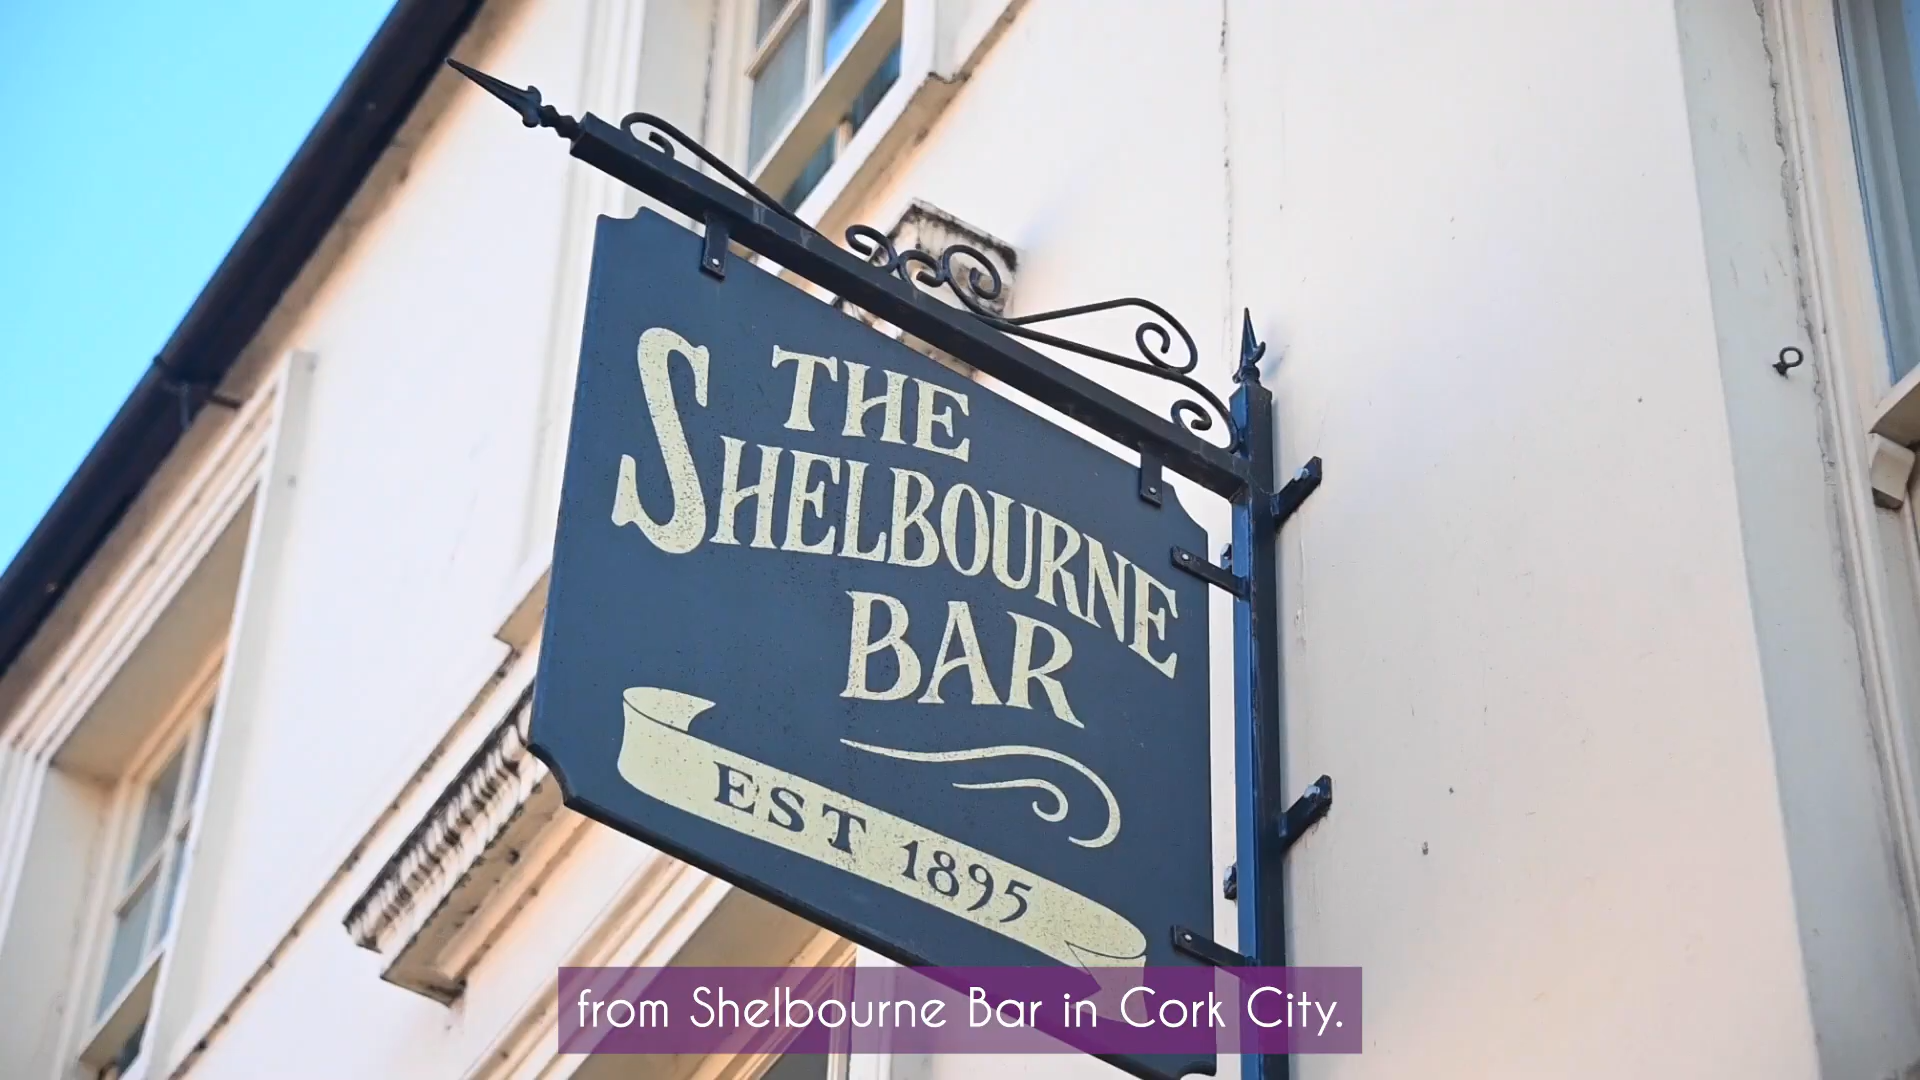 THE
SHELBOURNE
BAR
EST 1895
from Shelbourne Bar in Cork City.